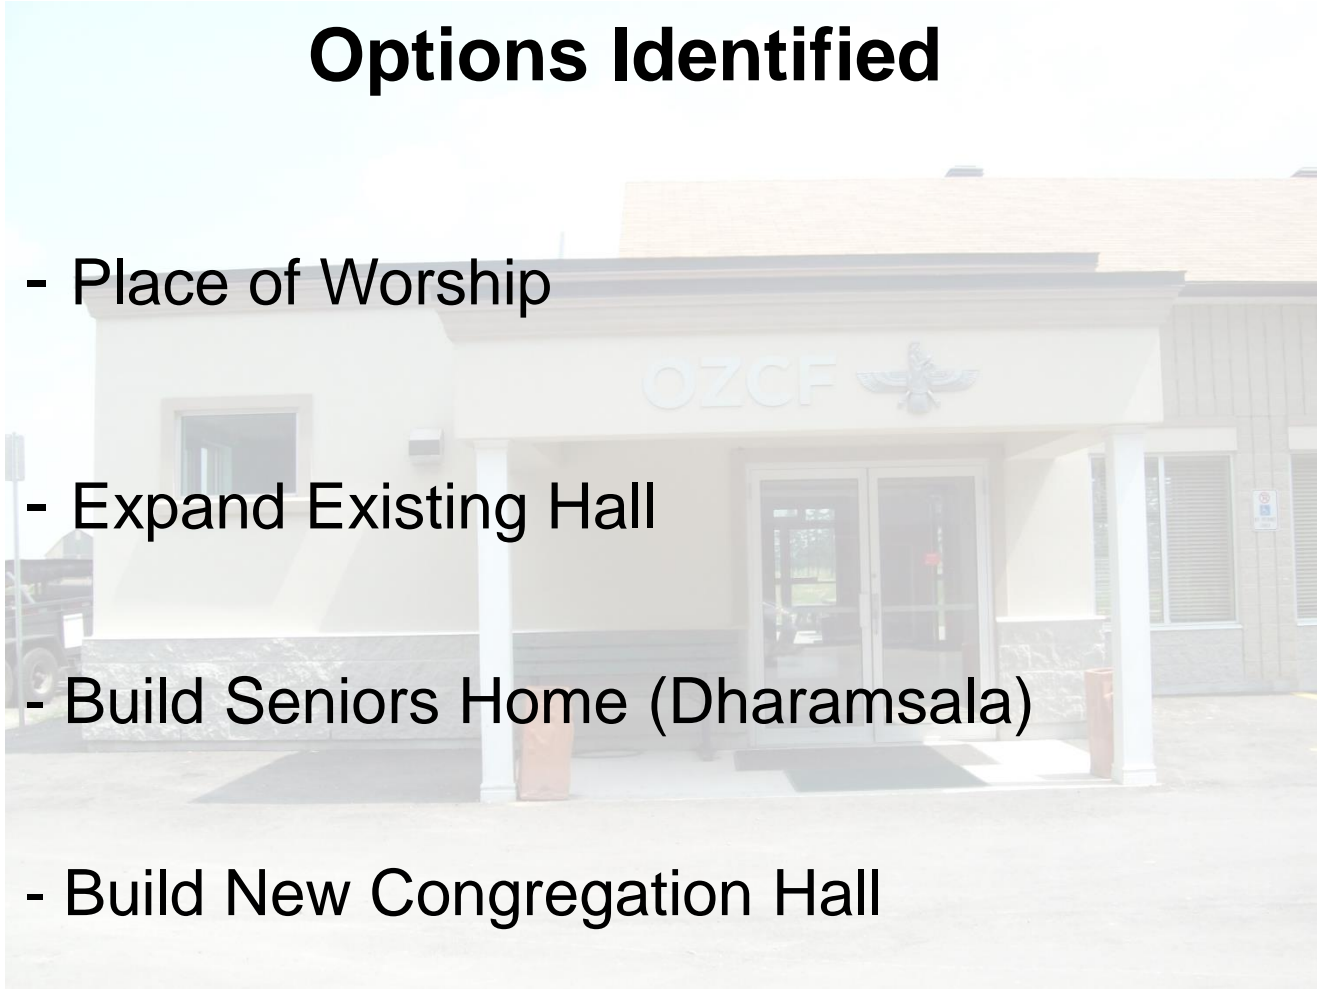 Options Identified
- Place of Worship
OZCF
- Expand Existing Hall
- Build Seniors Home (Dharamsala)
- Build New Congregation Hall